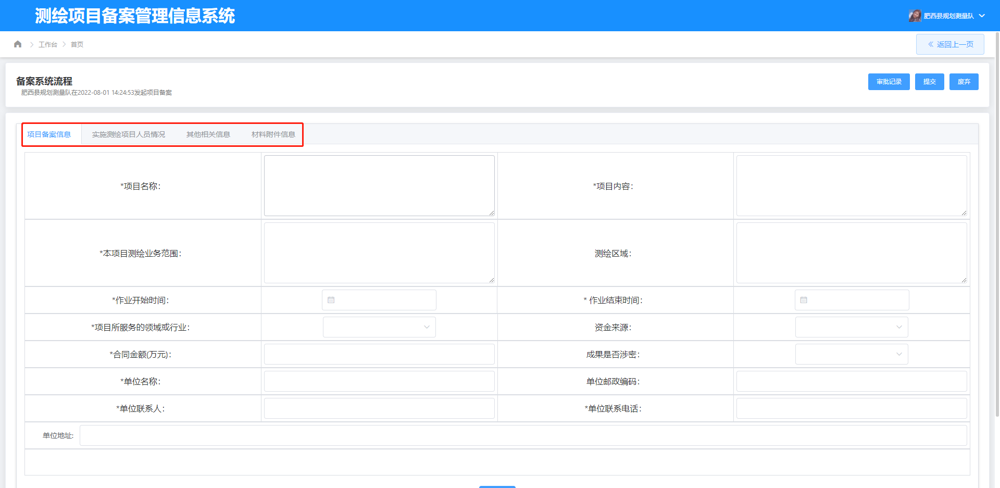 测绘项目备案管理信息系统
肥西县规划测量队
工作台 首页
返回上一页
备案系统流程
肥西县规划测量队在2022-08-01 14:24:53发起项目备案
审批记录 提交 废弃
项目备案信息 实施测绘项目人员情况 其他相关信息 材料附件信息
*项目名称: *项目内容:
*本项目测绘业务范围: 测绘区域:
*作业开始时间: * 作业结束时间:
*项目所服务的领域或行业: 资金来源:
*合同金额(万元): 成果是否涉密:
*单位名称: 单位邮政编码:
*单位联系人: *单位联系电话:
单位地址: